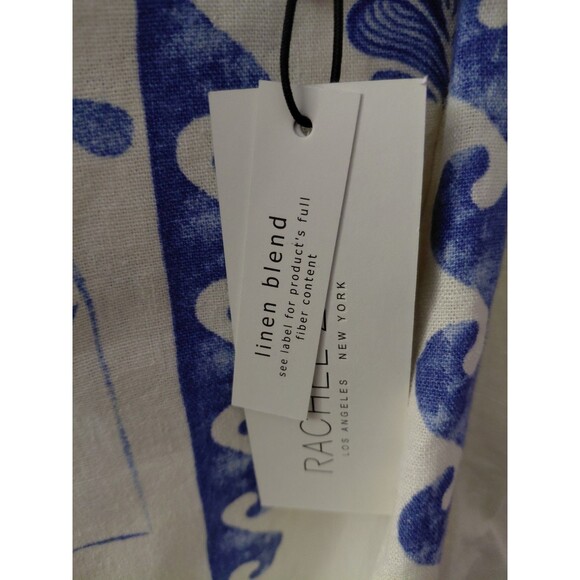 linen blend
see label for product's full
fiber content
RACHEL
LOS ANGELES NEW YORK